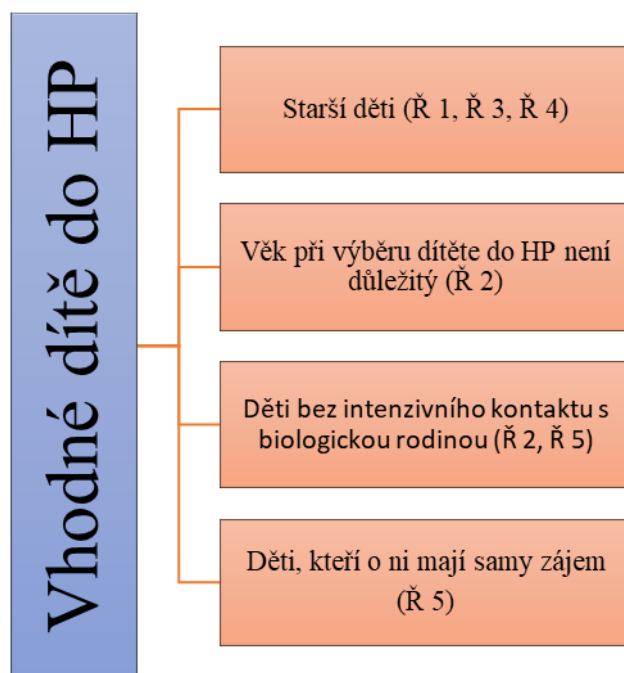 Vhodné dítě do HP
Starší děti (Ř 1, Ř 3, Ř 4)
Věk při výběru dítěte do HP není
důležitý (Ř 2)
Děti bez intenzivního kontaktu s
biologickou rodinou (Ř 2, Ř 5)
Děti, kteří o ni mají samy zájem
(Ř 5)